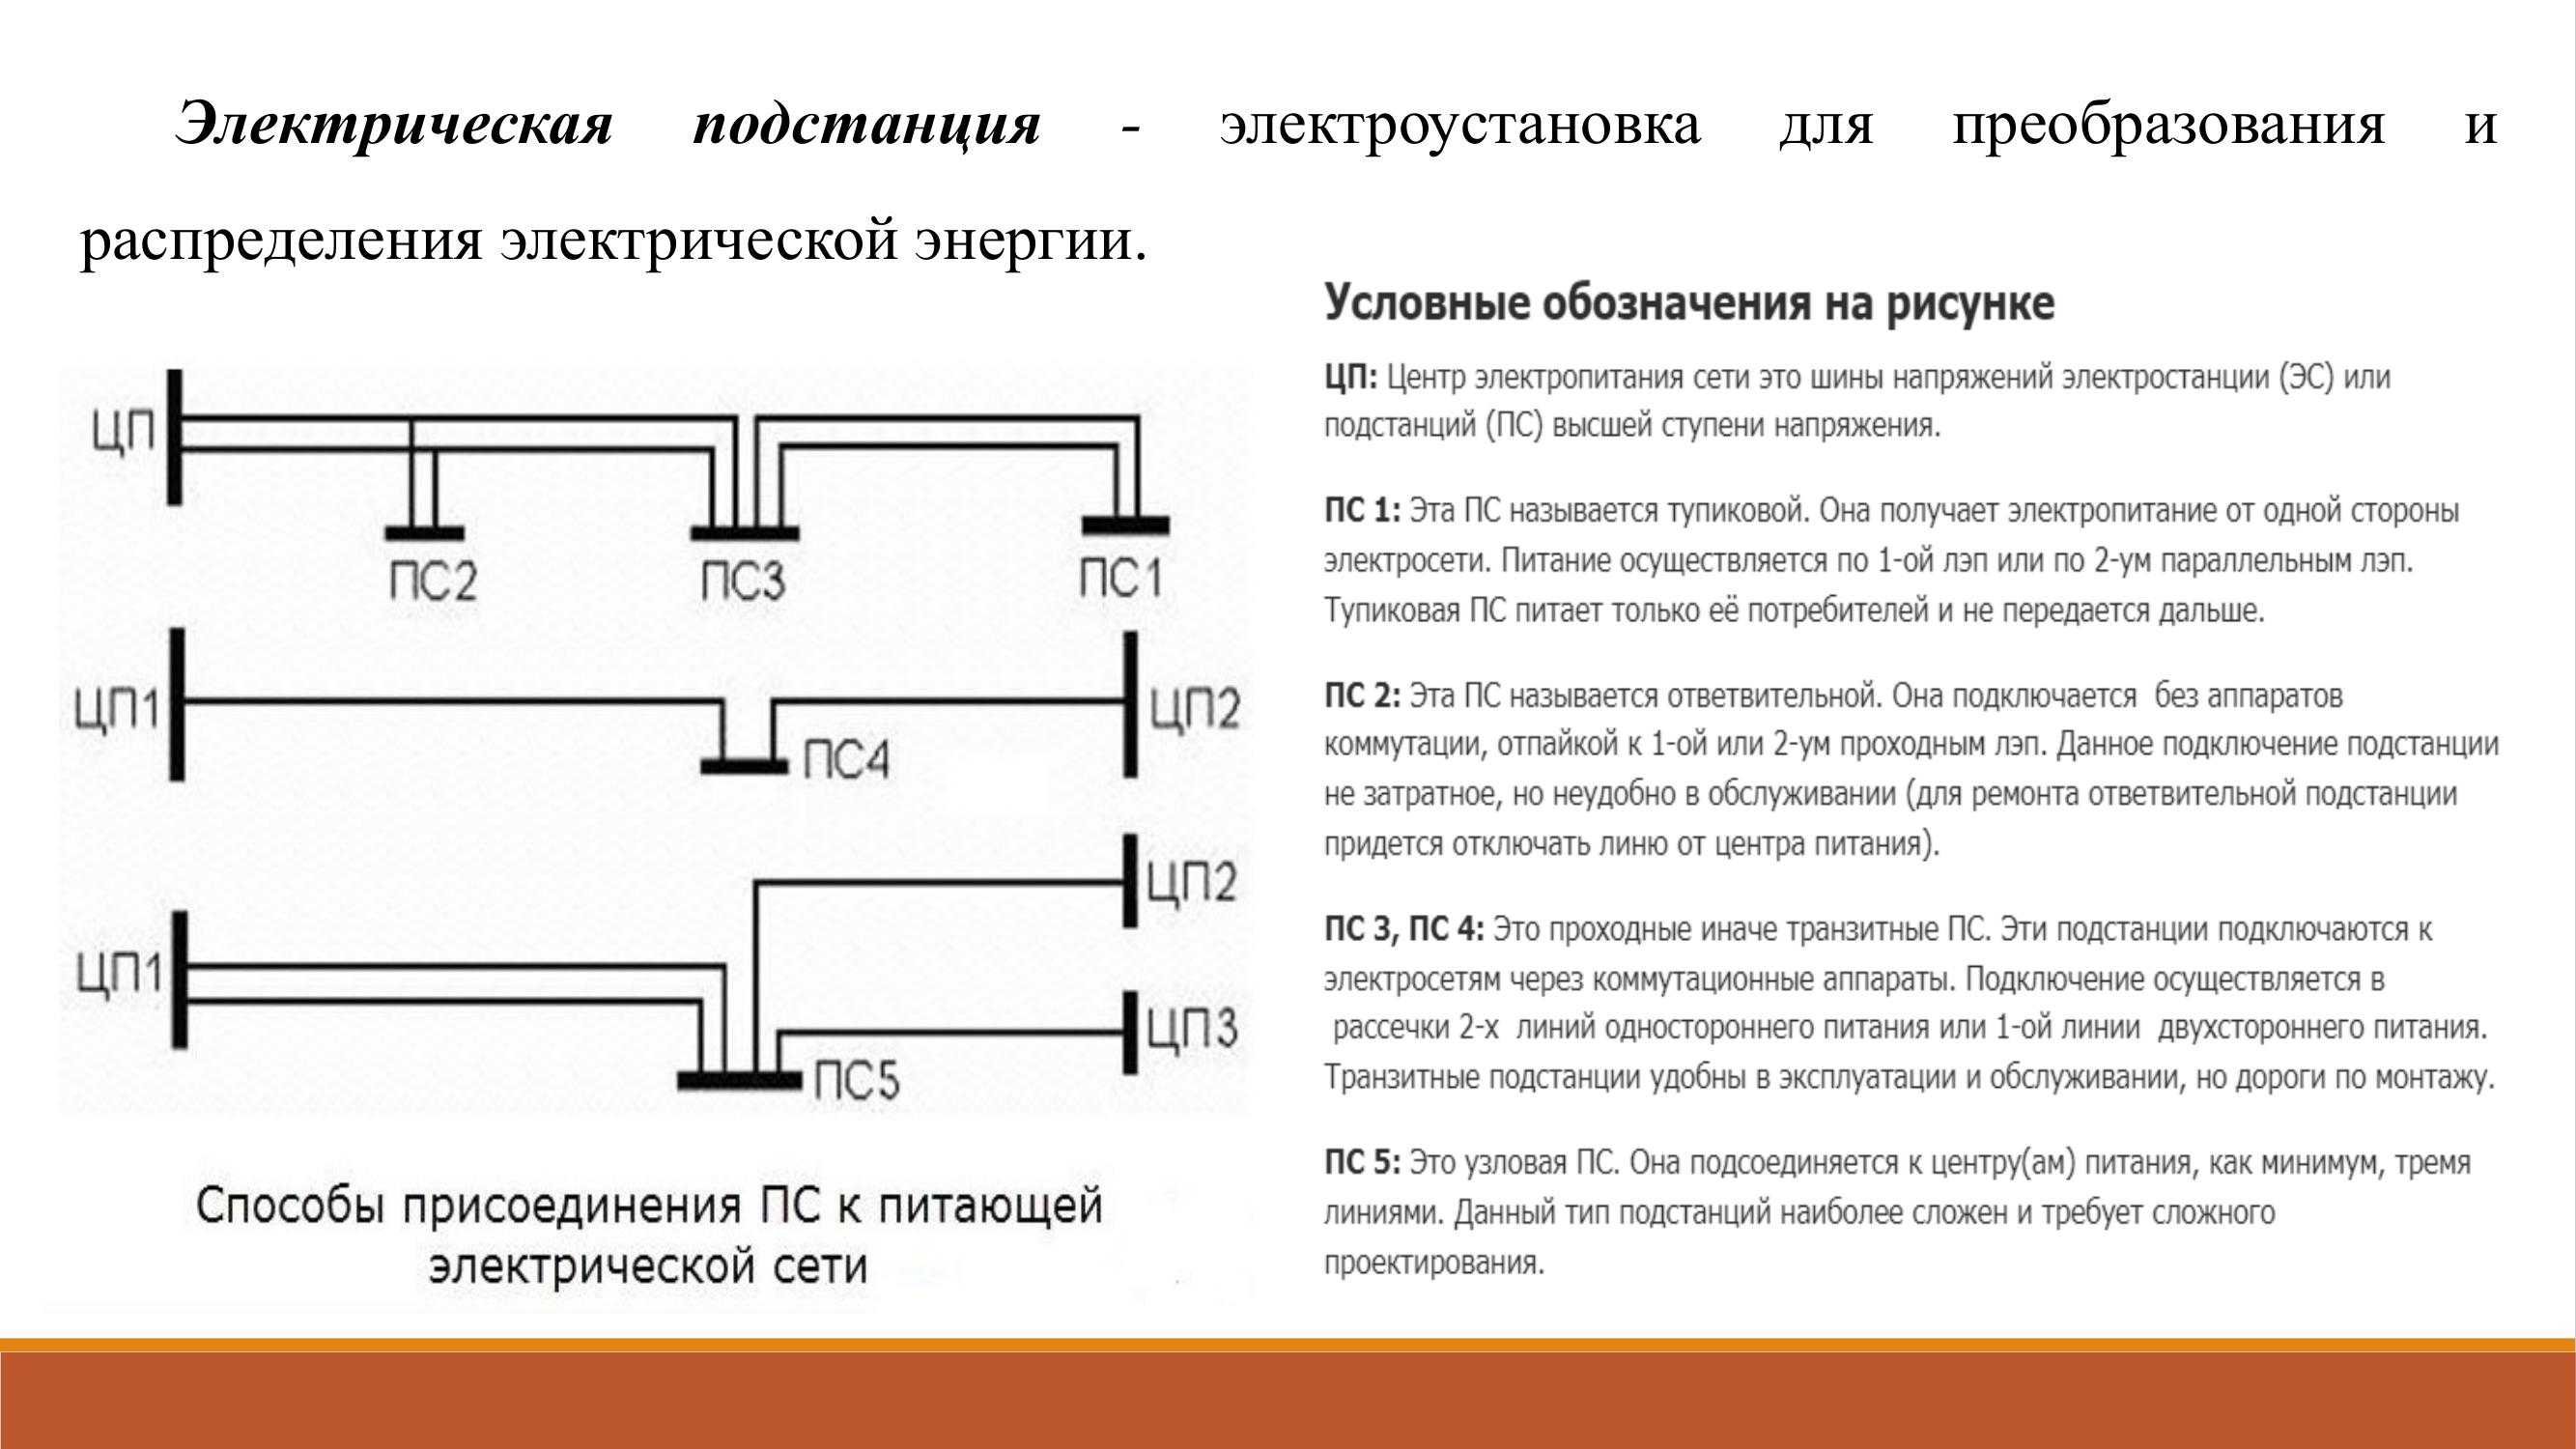 Электрическая подстанция - электроустановка для преобразования и
распределения электрической энергии.
Условные обозначения на рисунке
ЦП: Центр электропитания сети это шины напряжений электростанции (ЭС) или
подстанций (ПС) высшей ступени напряжения.
ПС 1: Эта ПС называется тупиковой. Она получает электропитание от одной стороны
электросети. Питание осуществляется по 1-ой лэп или по 2-ум параллельным лэп.
Тупиковая ПС питает только её потребителей и не передается дальше.
ПС 2: Эта ПС называется ответвительной. Она подключается без аппаратов
коммутации, отпайкой к 1-ой или 2-ум проходным лэп. Данное подключение подстанции
не затратное, но неудобно в обслуживании (для ремонта ответвительной подстанции
придется отключать линю от центра питания).
ПС 3, ПС 4: Это проходные иначе транзитные ПС. Эти подстанции подключаются к
электросетям через коммутационные аппараты. Подключение осуществляется в
рассечки 2-х линий одностороннего питания или 1-ой линии двухстороннего питания.
Транзитные подстанции удобны в эксплуатации и обслуживании, но дороги по монтажу.
ПС 5: Это узловая ПС. Она подсоединяется к центру(ам) питания, как минимум, тремя
линиями. Данный тип подстанций наиболее сложен и требует сложного
проектирования.
ЦП
ПС2
ПС3
ПС1
ЦП1
ЦП2
ПС4
ЦП2
ЦП1
ЦП3
ПС5
Способы присоединения ПС к питающей
электрической сети